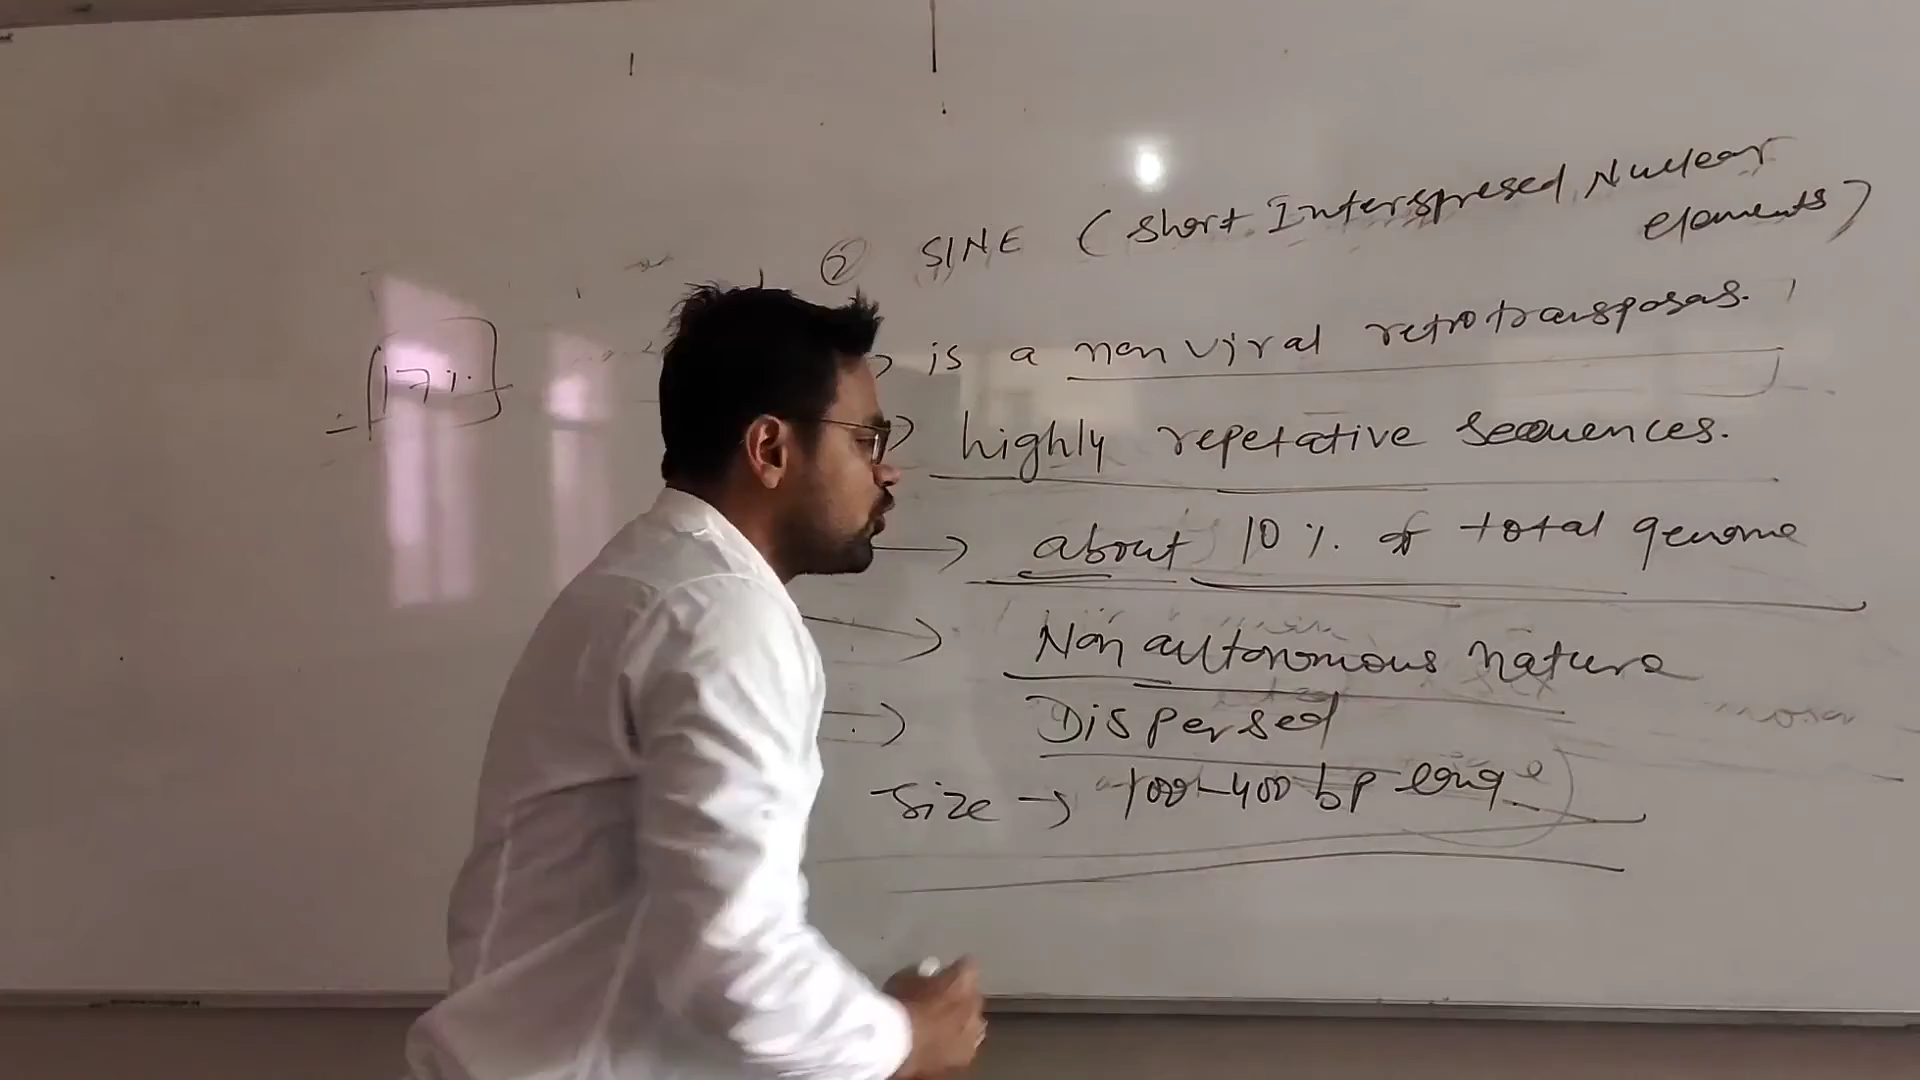 ② SINE (Short Interspresed Nuclear
elements)
is a non viral retrotransposas.
highly repetative sequences.
→ about 10 % of total genome
→ Non autonomous nature
→ Dispersed
Size → 100-400 bp long
17%